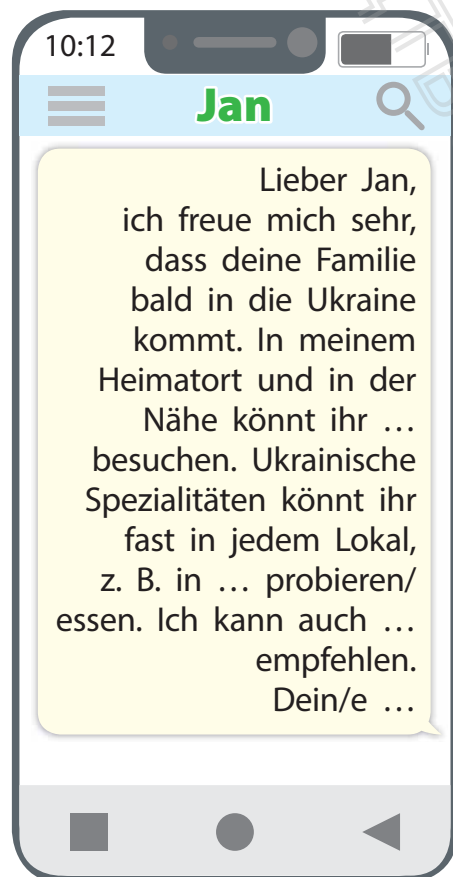 10:12
Jan
Lieber Jan,
ich freue mich sehr,
dass deine Familie
bald in die Ukraine
kommt. In meinem
Heimatort und in der
Nähe könnt ihr …
besuchen. Ukrainische
Spezialitäten könnt ihr
fast in jedem Lokal,
z. B. in … probieren/
essen. Ich kann auch …
empfehlen.
Dein/e …